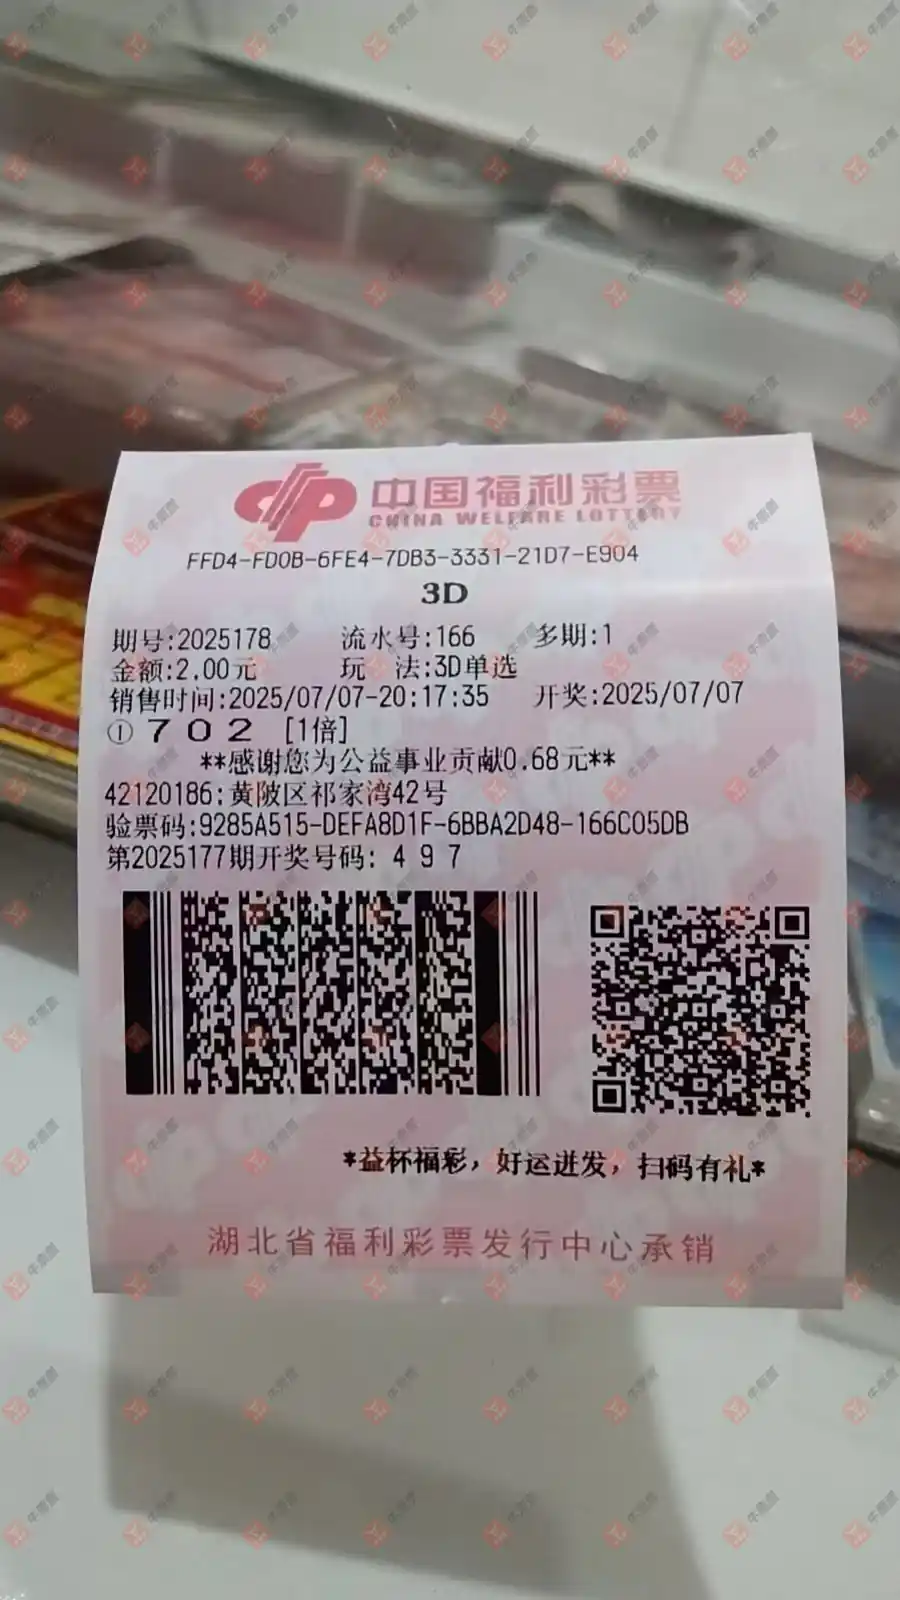 中国福利彩票
CHINA WELFARE LOTTERY
FFD4-FD0B-6FE4-7DB3-3331-21D7-E904
3D
期号:2025178 流水号:166 多期:1
金额:2.00元 玩 法:3D单选
销售时间:2025/07/07-20:17:35 开奖:2025/07/07
① 7 0 2 [1倍]
**感谢您为公益事业贡献0.68元**
42120186:黄陂区祁家湾42号
验票码:9285A515-DEFA8D1F-6BBA2D48-166C05DB
第2025177期开奖号码: 4 9 7
*益杯福彩，好运迸发，扫码有礼*
湖北省福利彩票发行中心承销